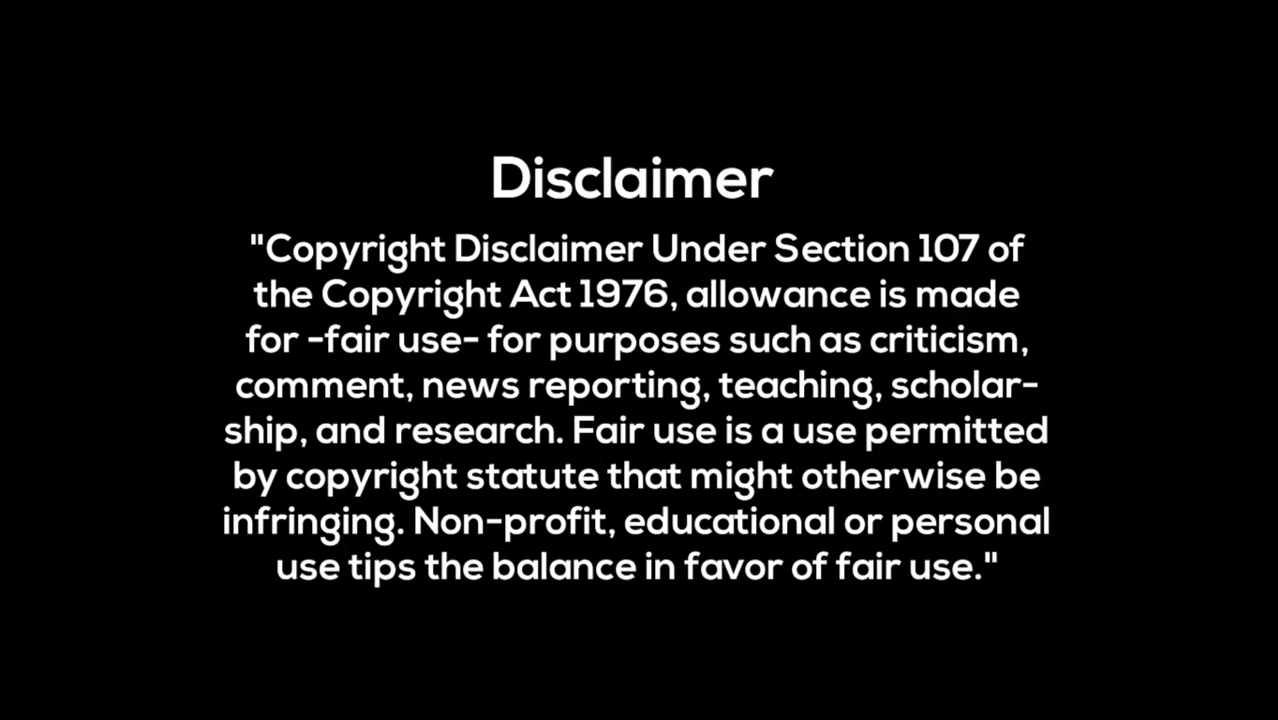 Disclaimer
"Copyright Disclaimer Under Section 107 of
the Copyright Act 1976, allowance is made
for -fair use- for purposes such as criticism,
comment, news reporting, teaching, scholar-
ship, and research. Fair use is a use permitted
by copyright statute that might otherwise be
infringing. Non-profit, educational or personal
use tips the balance in favor of fair use."